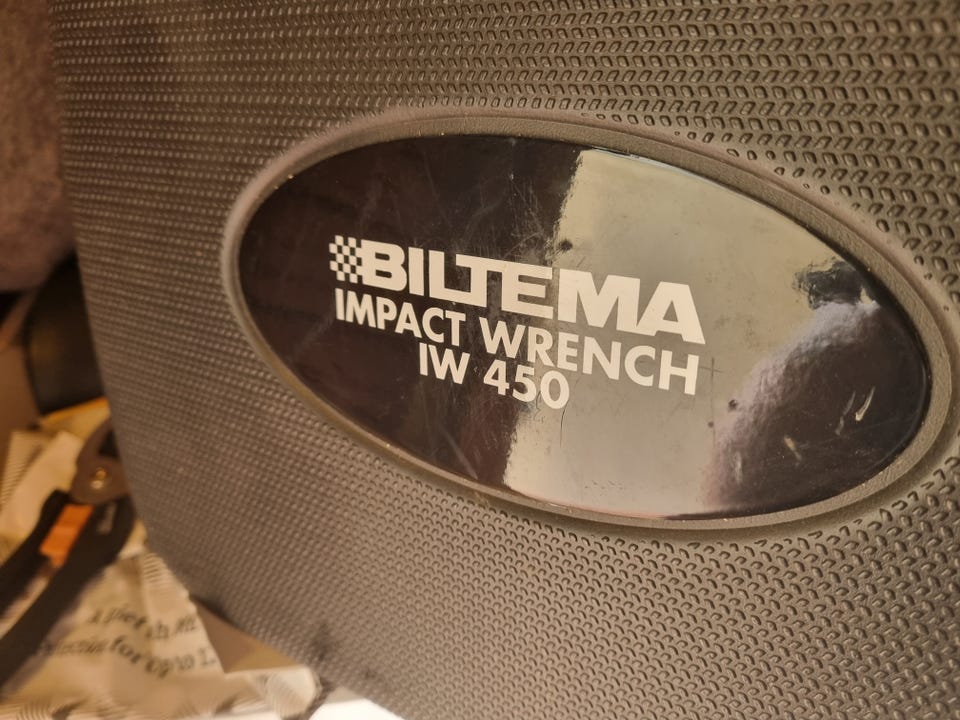 BILTEMA
IMPACT WRENCH
IW 450